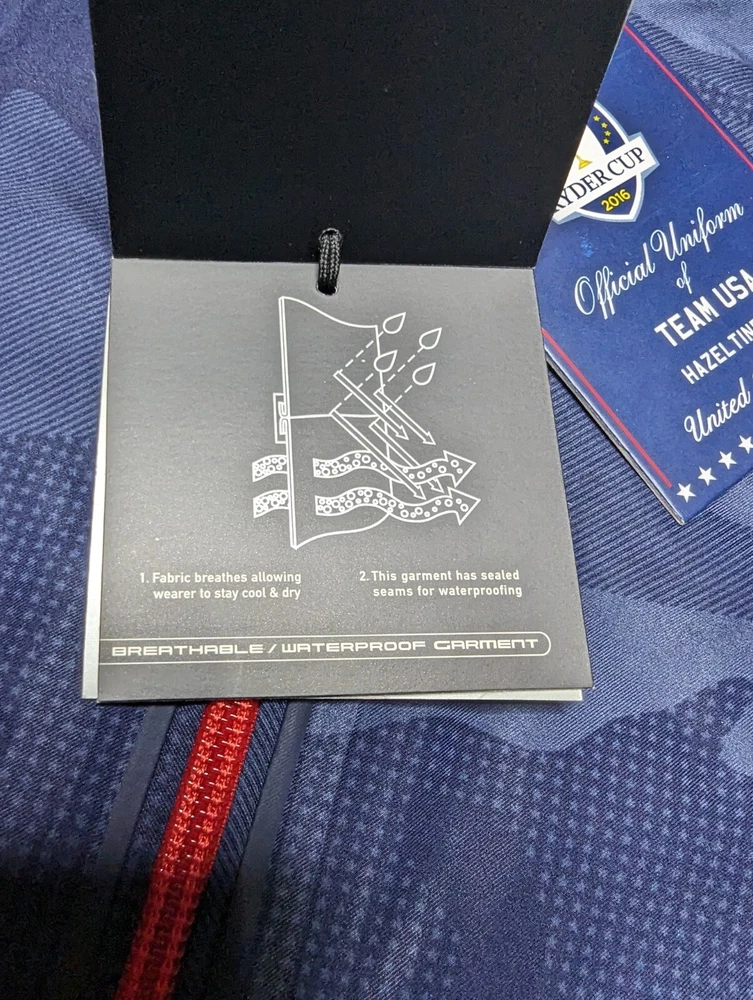 RYDER CUP
2016
Official Uniform
of
TEAM USA
United
1. Fabric breathes allowing
wearer to stay cool & dry
2. This garment has sealed
seams for waterproofing
BREATHABLE / WATERPROOF GARMENT